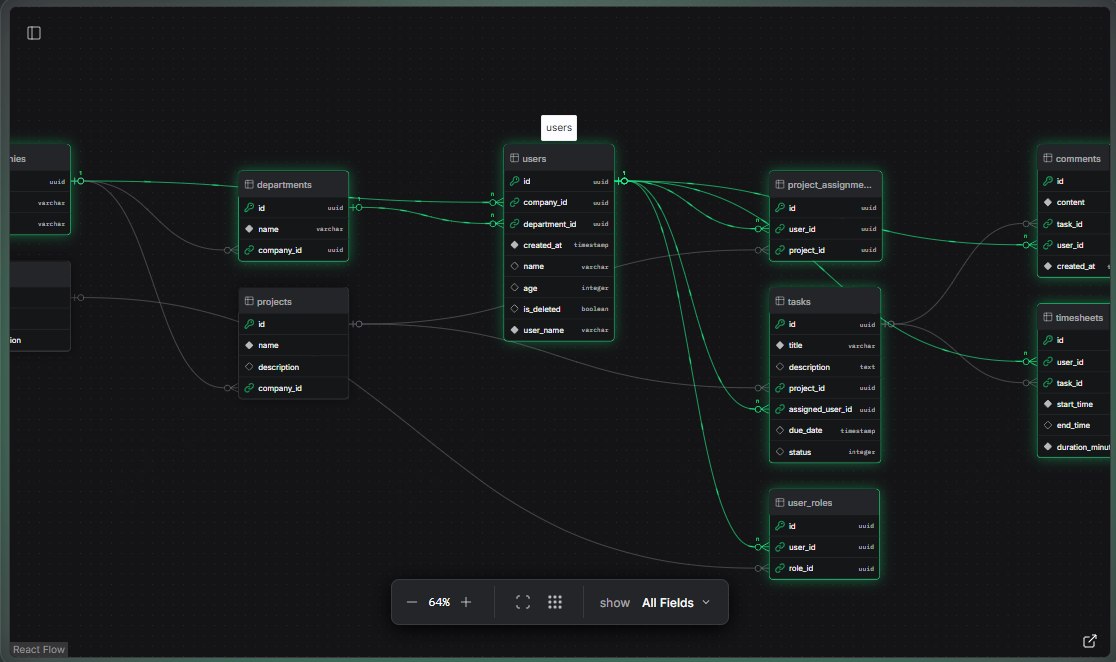 users
nies
uuid
varchar
varchar
ion
departments
id uuid
name varchar
company_id uuid
projects
id
name
description
company_id
users
id uuid
company_id uuid
department_id uuid
created_at timestamp
name varchar
age integer
is_deleted boolean
user_name varchar
project_assignme...
id uuid
user_id uuid
project_id uuid
tasks
id uuid
title varchar
description text
project_id uuid
assigned_user_id uuid
due_date timestamp
status integer
user_roles
id uuid
user_id uuid
role_id uuid
comments
id
content
task_id
user_id
created_at t
timesheets
id
user_id
task_id
start_time
end_time
duration_minut
1
1
1
n
n
n
n
n
n
n
64%
show All Fields
React Flow